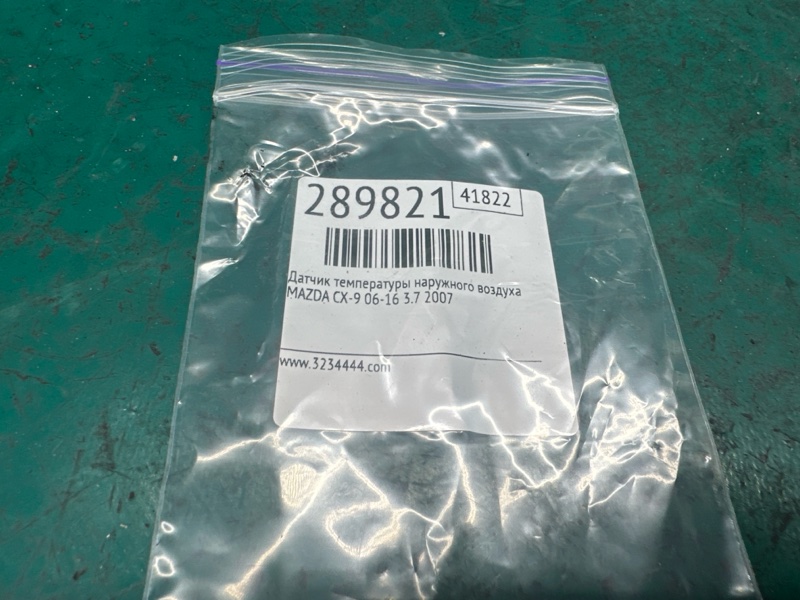 289821
41822
Датчик температуры наружного воздуха
MAZDA CX-9 06-16 3.7 2007
www.3234444.com